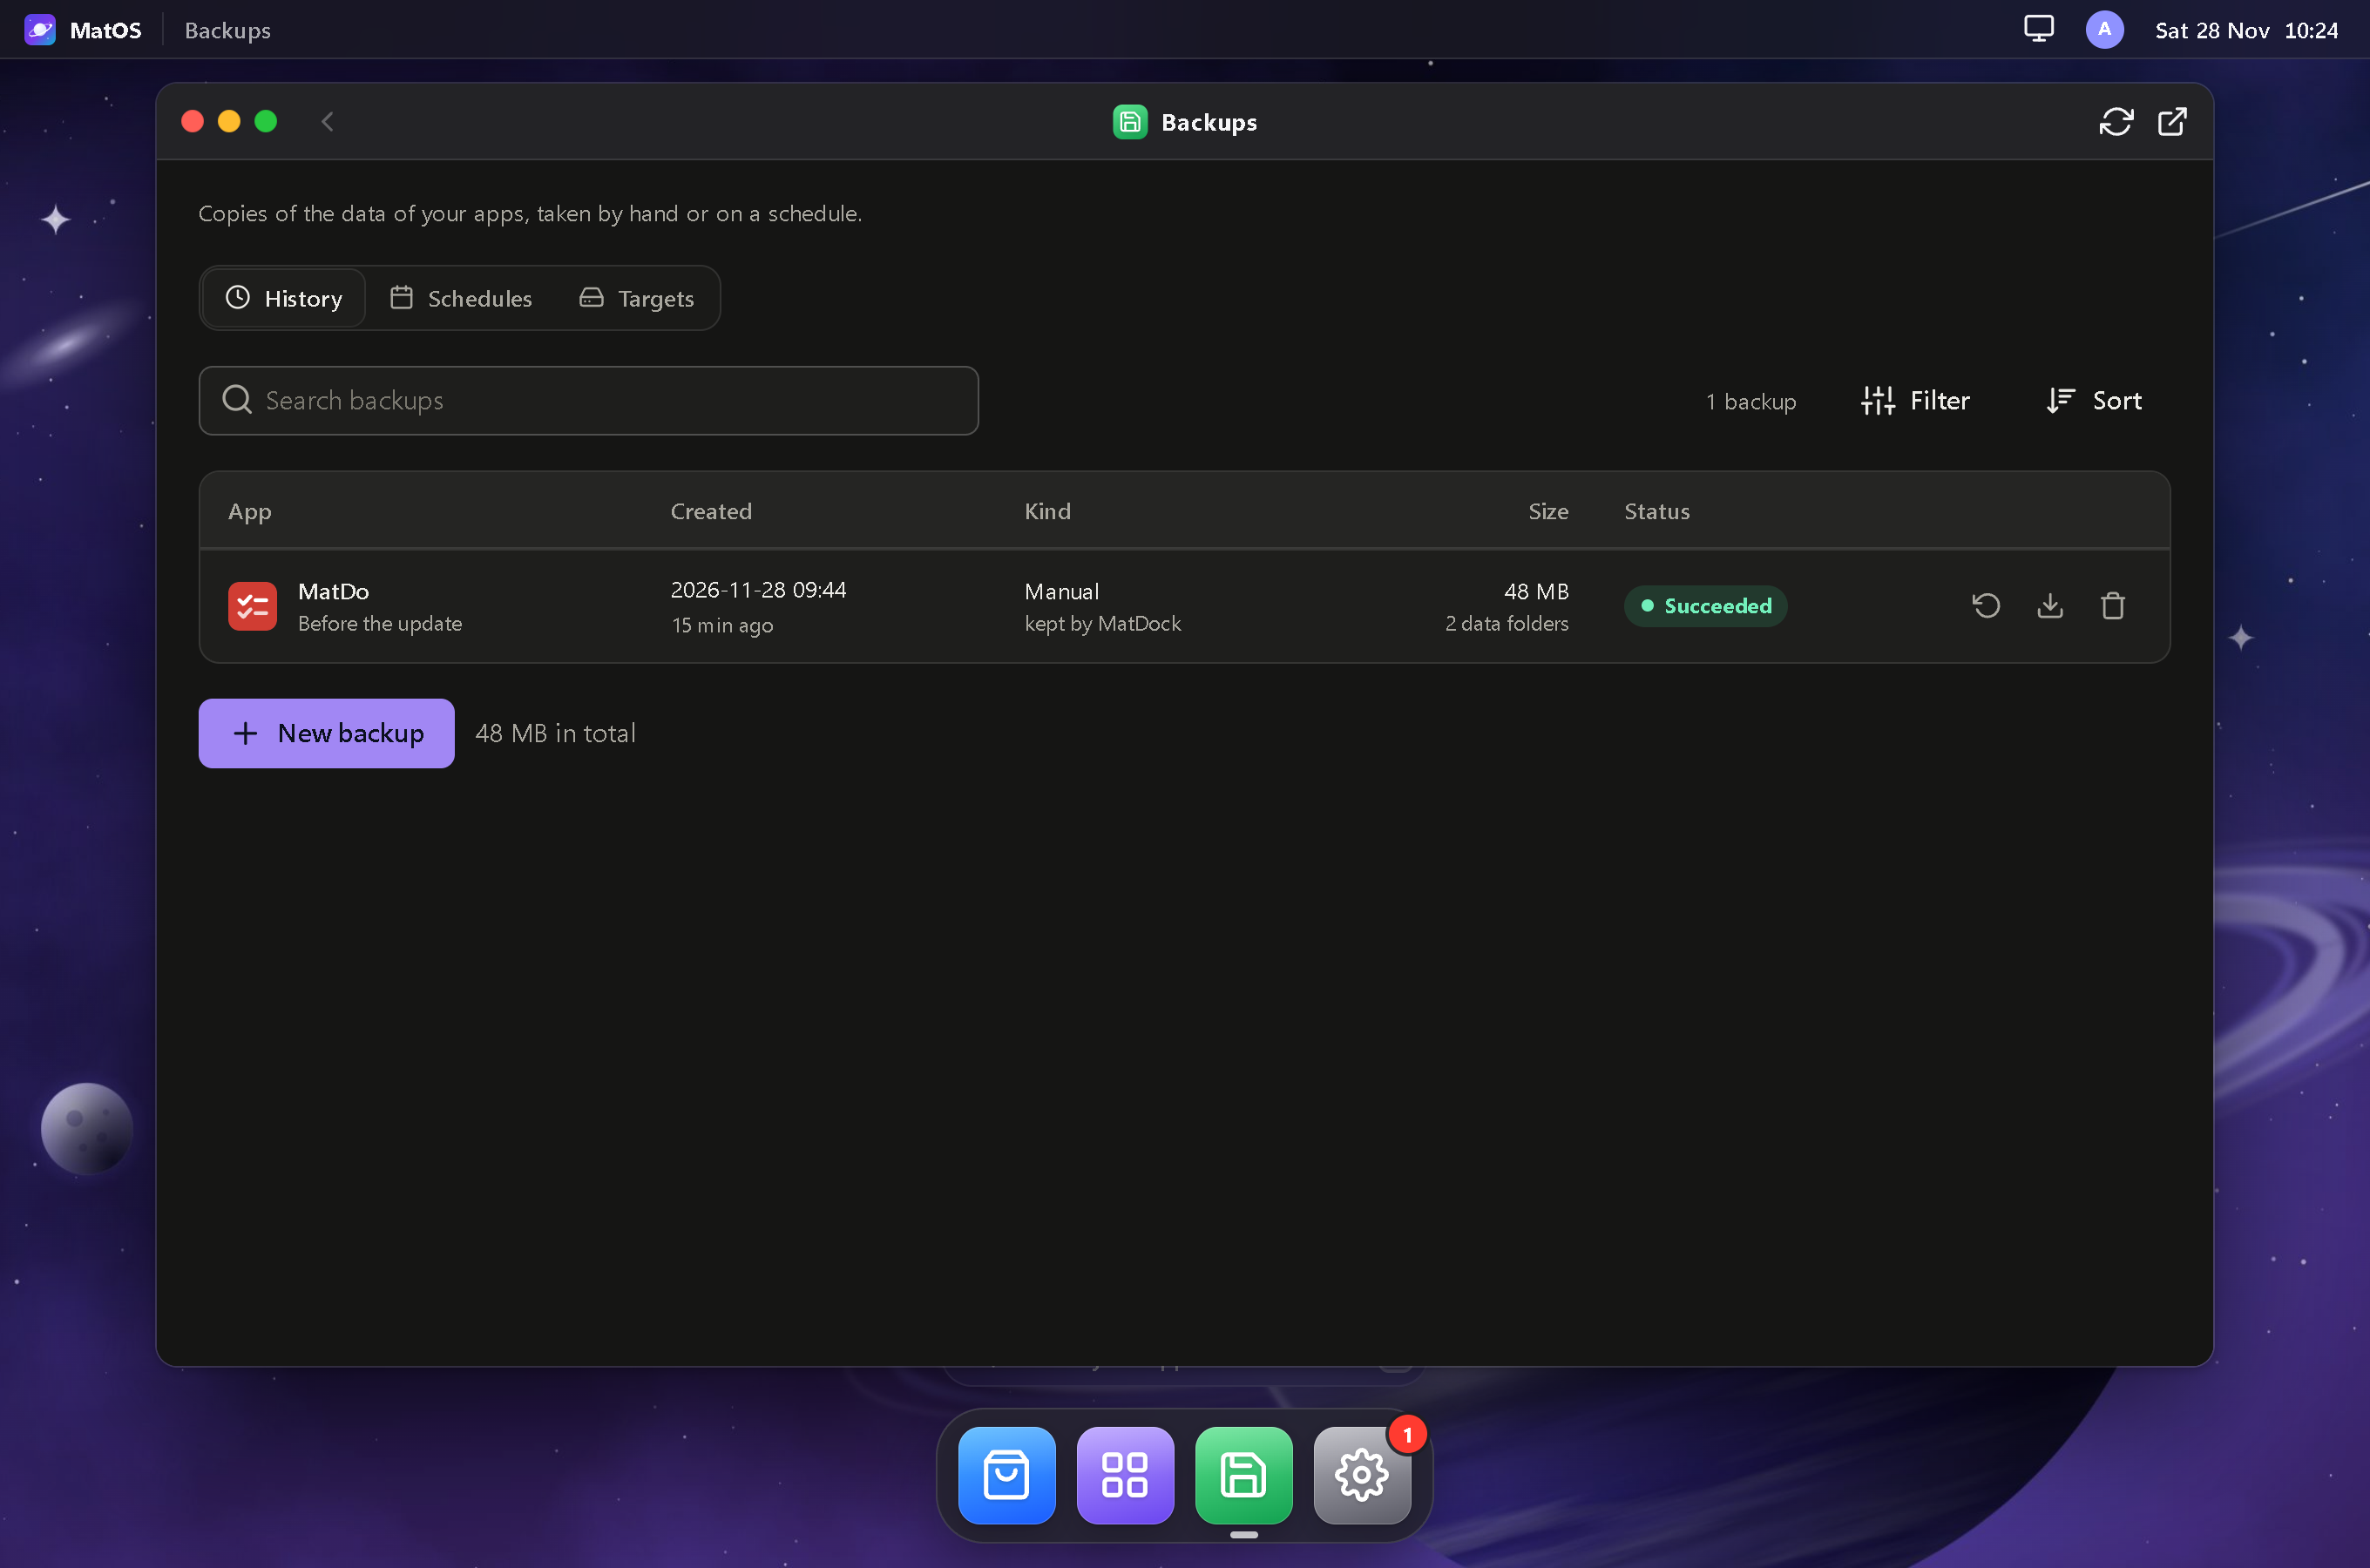 MatOS
Backups
A
Sat 28 Nov 10:24
Backups
Copies of the data of your apps, taken by hand or on a schedule.
History
Schedules
Targets
Search backups
1 backup
Filter
Sort
App
Created
Kind
Size
Status
MatDo
Before the update
2026-11-28 09:44
15 min ago
Manual
kept by MatDock
48 MB
2 data folders
Succeeded
New backup
48 MB in total
1